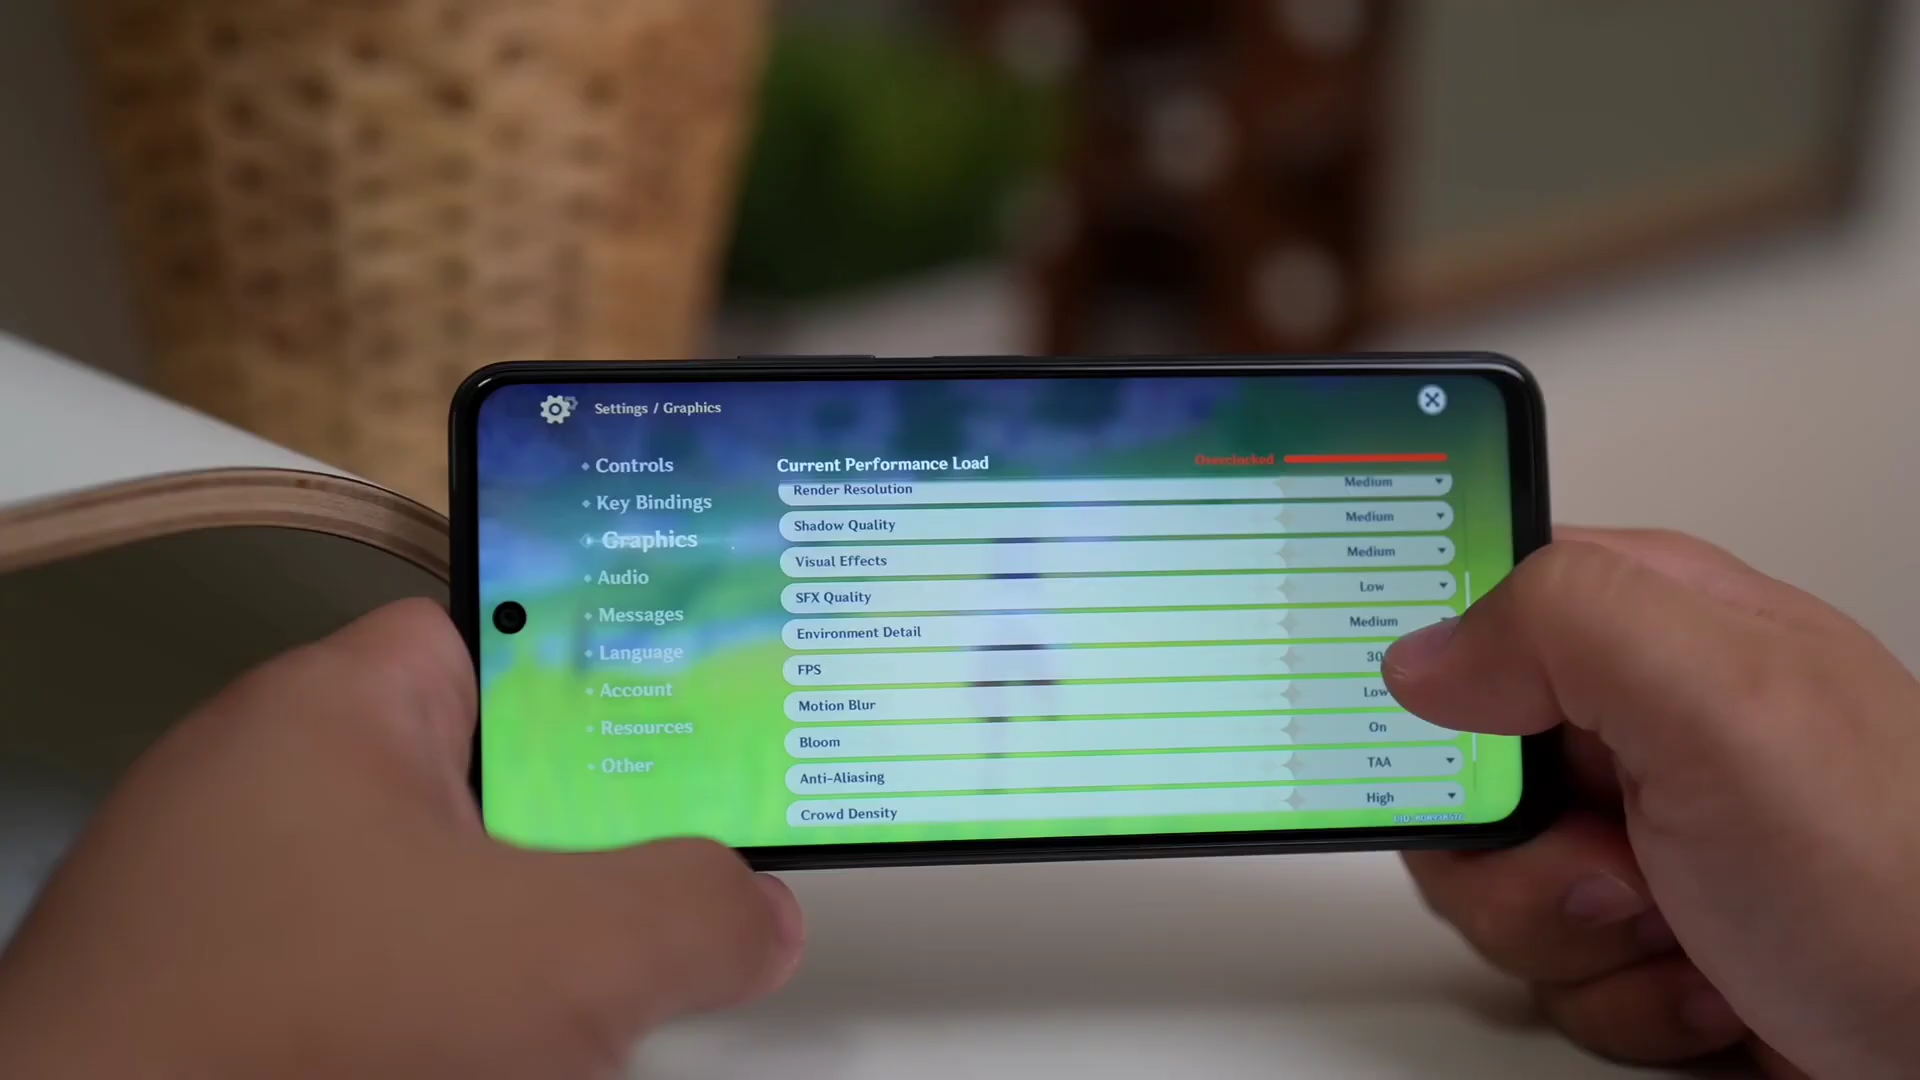 Settings / Graphics
Controls
Key Bindings
Graphics
Audio
Messages
Language
Account
Resources
Other
Current Performance Load
Overclocked
Render Resolution Medium
Shadow Quality Medium
Visual Effects Medium
SFX Quality Low
Environment Detail Medium
FPS 30
Motion Blur Low
Bloom On
Anti-Aliasing TAA
Crowd Density High